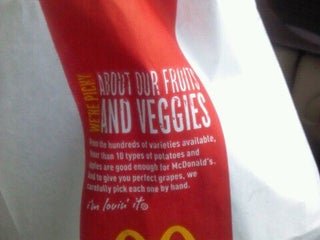 WE'RE PICKY
ABOUT OUR FRUITS
AND VEGGIES
the hundreds of varieties available,
than 10 types of potatoes and
apples are good enough for McDonald's.
And to give you perfect grapes, we
carefully pick each one by hand.
i'm lovin' it